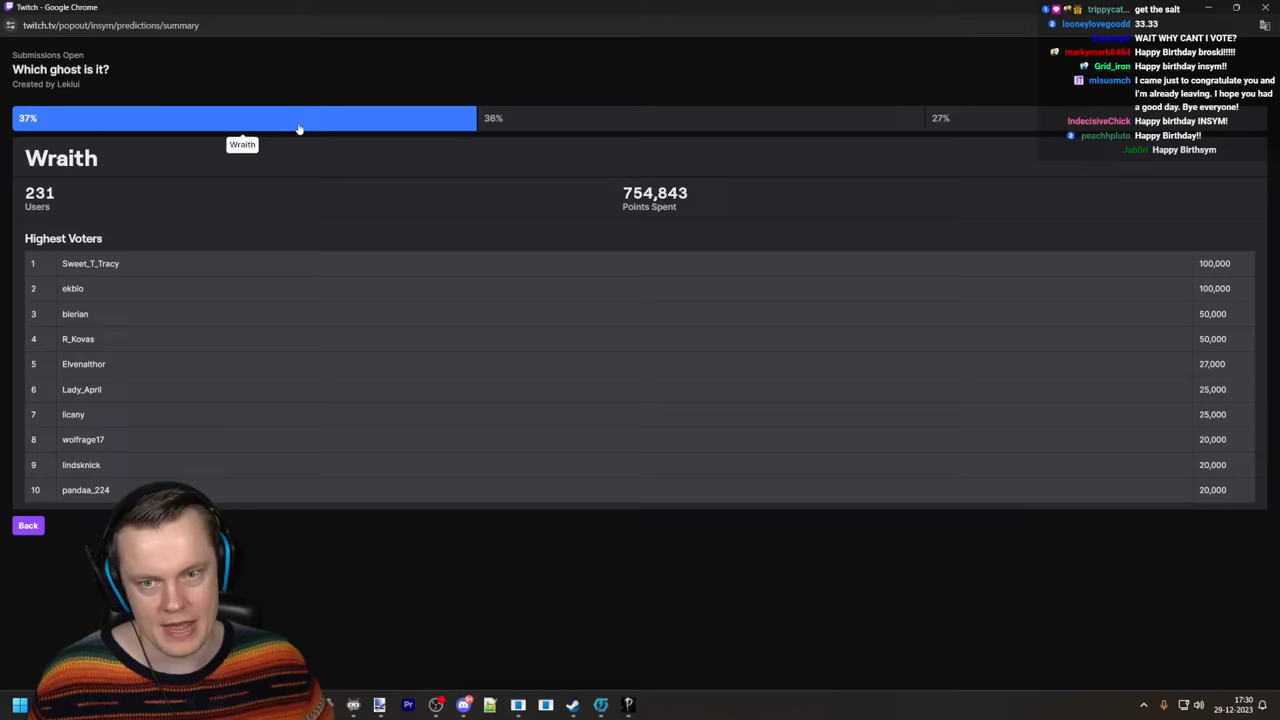 Twitch - Google Chrome
twitch.tv/popout/insym/predictions/summary
Submissions Open
Which ghost is it?
Created by Lekiui
37%
36%
27%
Wraith
Wraith
231
Users
754,843
Points Spent
Highest Voters
1 Sweet_T_Tracy 100,000
2 ekblo 100,000
3 blerian 50,000
4 R_Kovas 50,000
5 Elvenalthor 27,000
6 Lady_April 25,000
7 licany 25,000
8 wolfrage17 20,000
9 lindsknick 20,000
10 pandaa_224 20,000
Back
trippycat... get the salt
looneylovegoodd 33.33
WAIT WHY CANT I VOTE?
markymark8484 Happy Birthday broski!!!!!
Grid_iron Happy birthday insym!!
mlsusmch I came just to congratulate you and
I'm already leaving. I hope you had
a good day. Bye everyone!
IndecisiveChick Happy birthday INSYM!
peachhpluto Happy Birthday!!
Jab0rl Happy Birthsym
17:30
29-12-2023